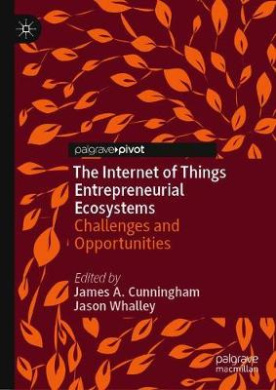 palgrave▸pivot
The Internet of Things
Entrepreneurial
Ecosystems
Challenges and
Opportunities
Edited by
James A. Cunningham
Jason Whalley
palgrave
macmillan